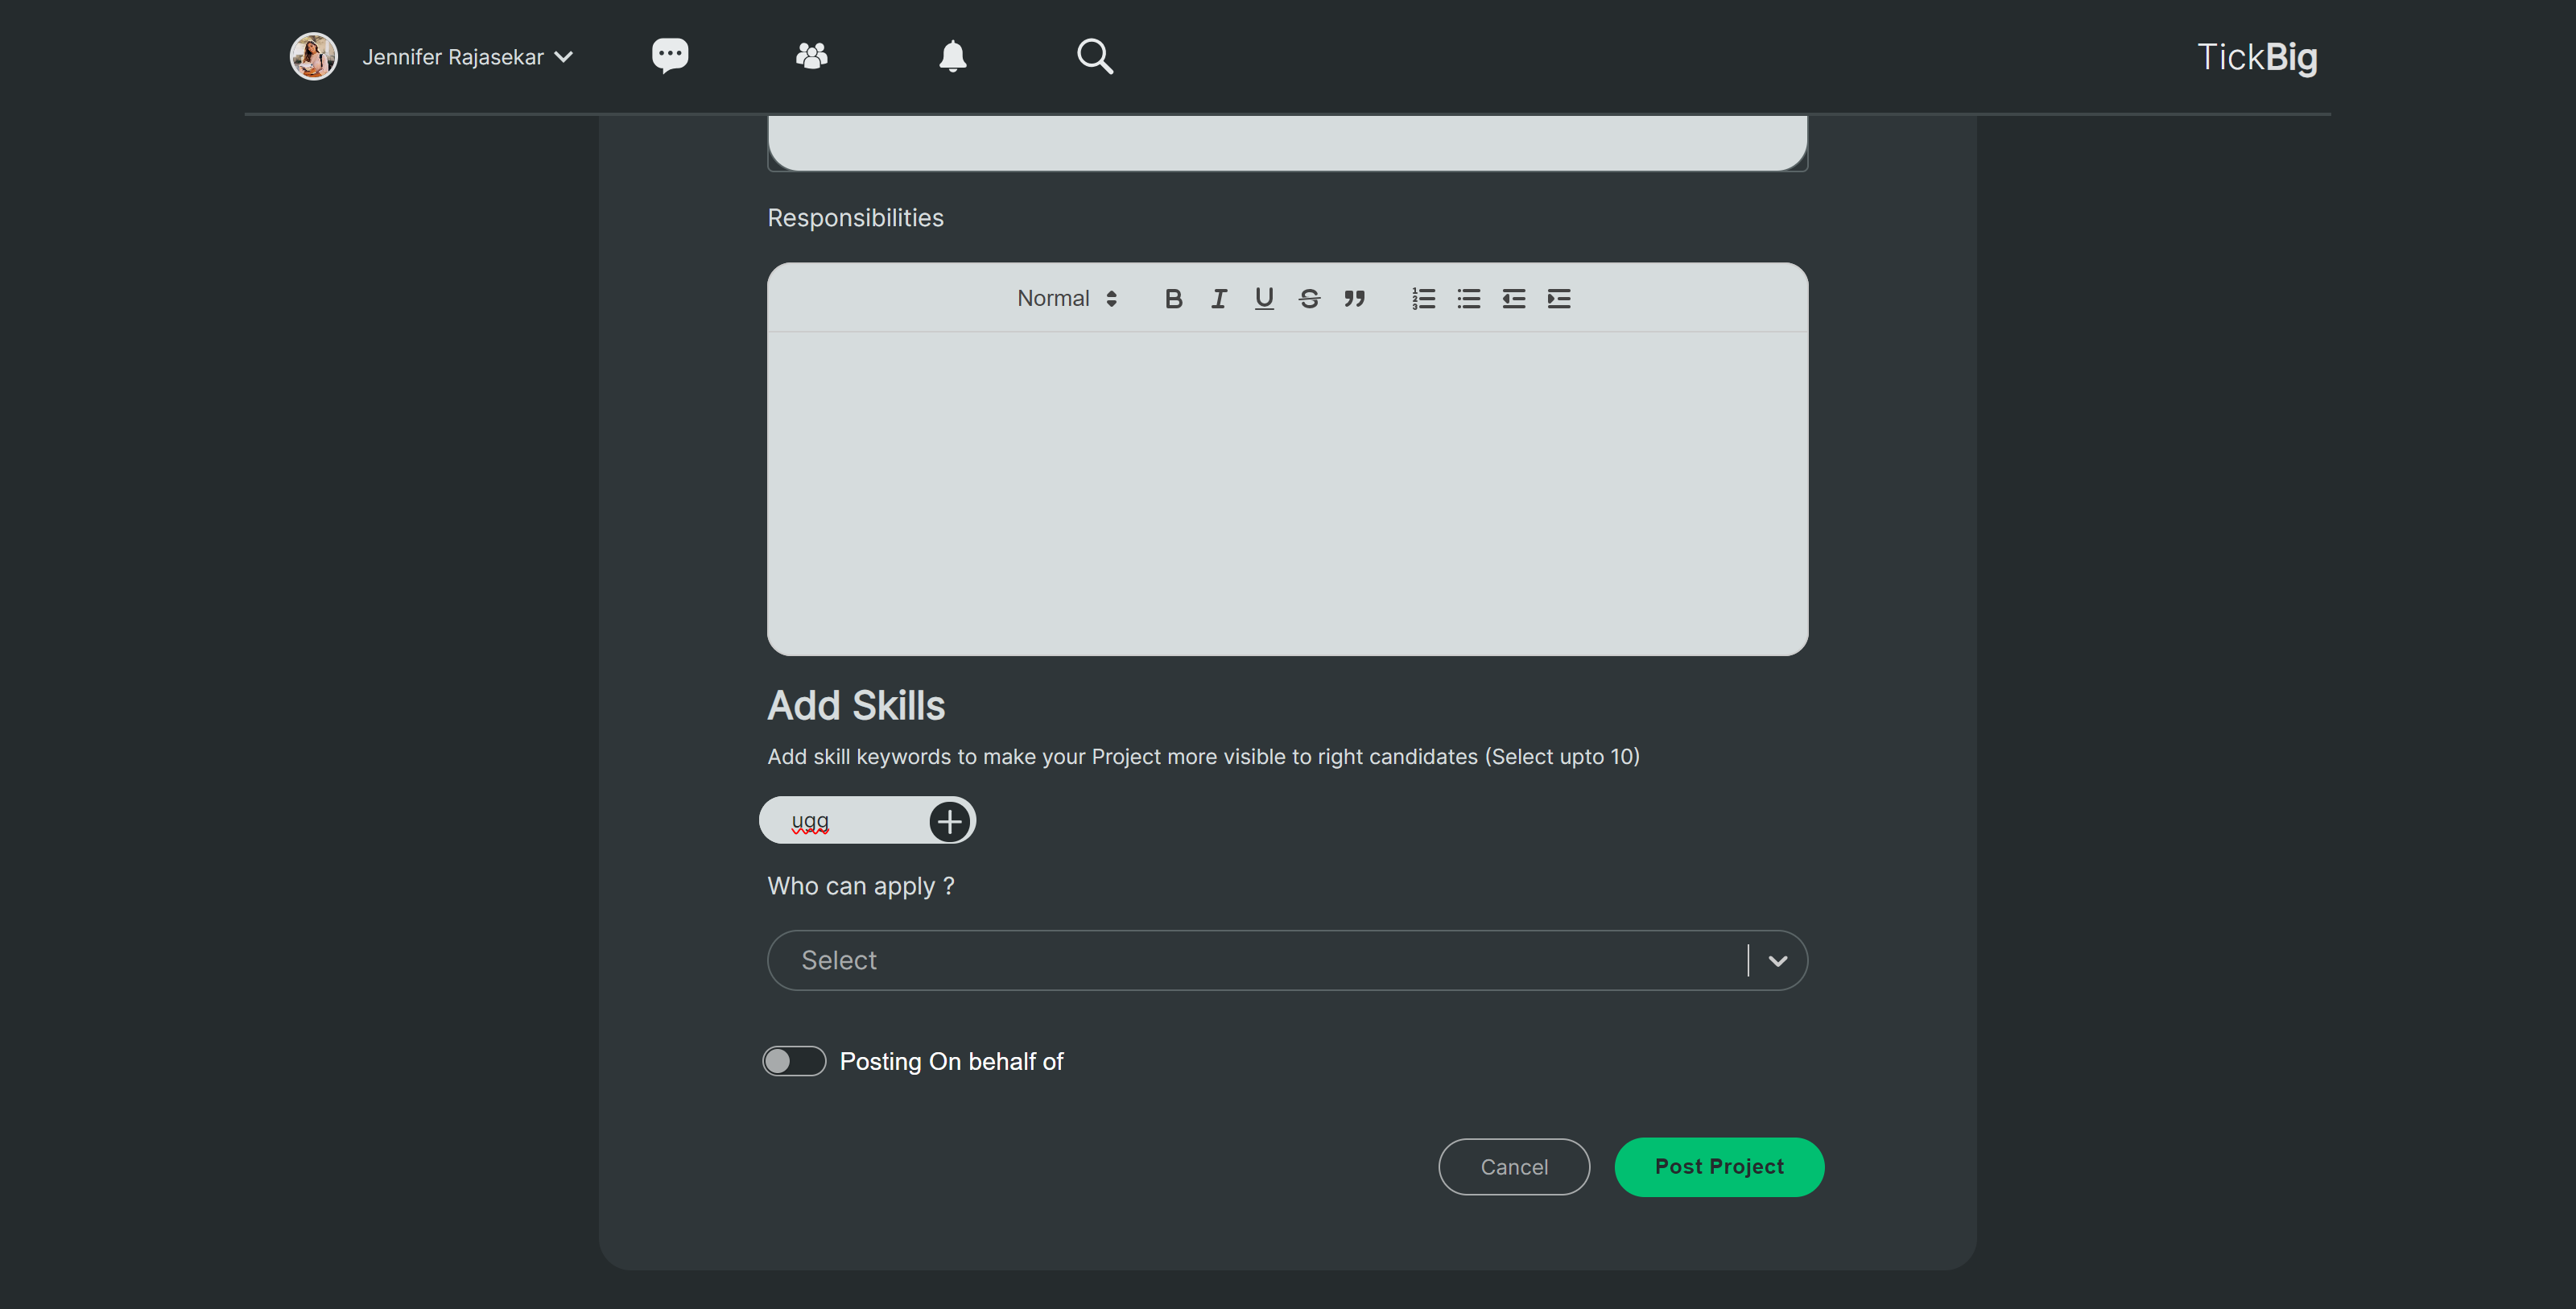 Jennifer Rajasekar
TickBig
Responsibilities
Normal
Add Skills
Add skill keywords to make your Project more visible to right candidates (Select upto 10)
ugg
Who can apply ?
Select
Posting On behalf of
Cancel
Post Project